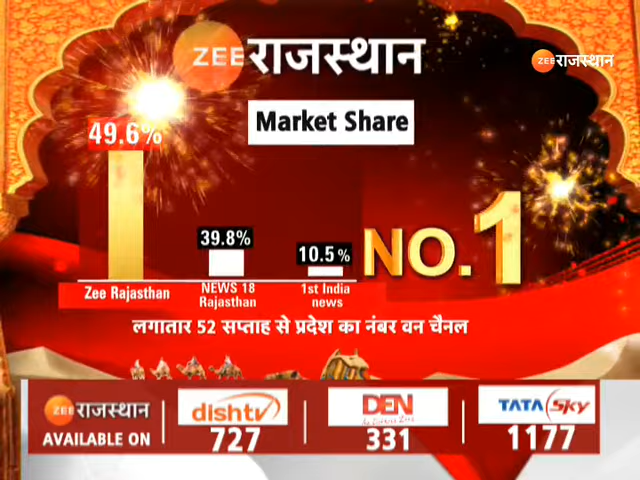 ZEE राजस्थान
ZEE राजस्थान
Market Share
49.6%
39.8%
10.5%
NO.1
Zee Rajasthan
NEWS 18
Rajasthan
1st India
news
लगातार 52 सप्ताह से प्रदेश का नंबर वन चैनल
ZEE राजस्थान
AVAILABLE ON
dishtv
727
DEN
331
TATA Sky
1177